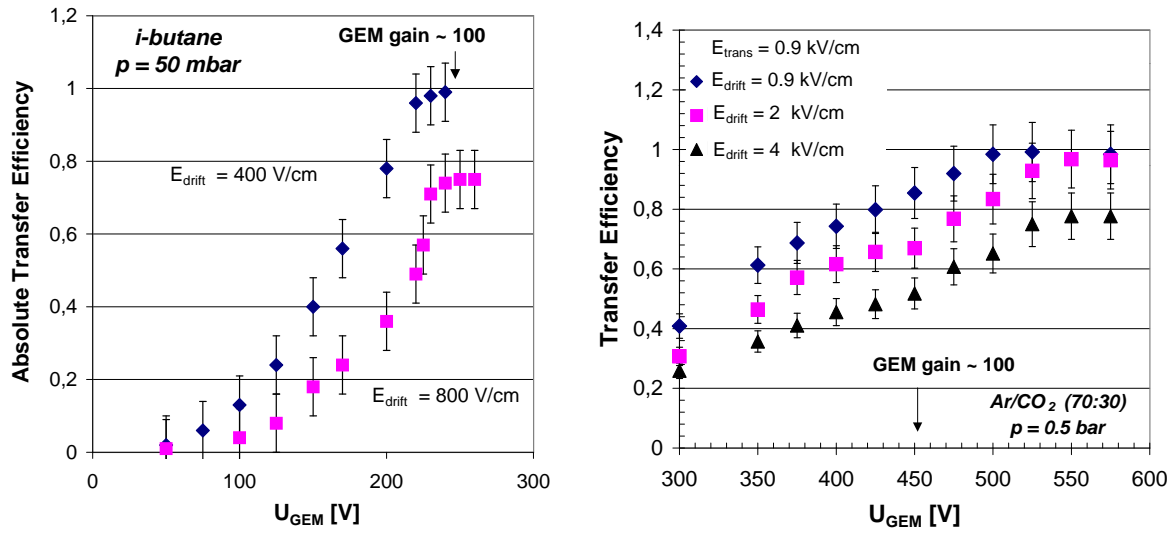 Absolute Transfer Efficiency
1,2
1
0,8
0,6
0,4
0,2
0
i-butane
p = 50 mbar
GEM gain ~ 100
E_drift = 400 V/cm
E_drift = 800 V/cm
0
100
200
300
U_GEM [V]
Transfer Efficiency
1,4
1,2
1
0,8
0,6
0,4
0,2
0
E_trans = 0.9 kV/cm
E_drift = 0.9 kV/cm
E_drift = 2 kV/cm
E_drift = 4 kV/cm
GEM gain ~ 100
Ar/CO₂ (70:30)
p = 0.5 bar
300
350
400
450
500
550
600
U_GEM [V]